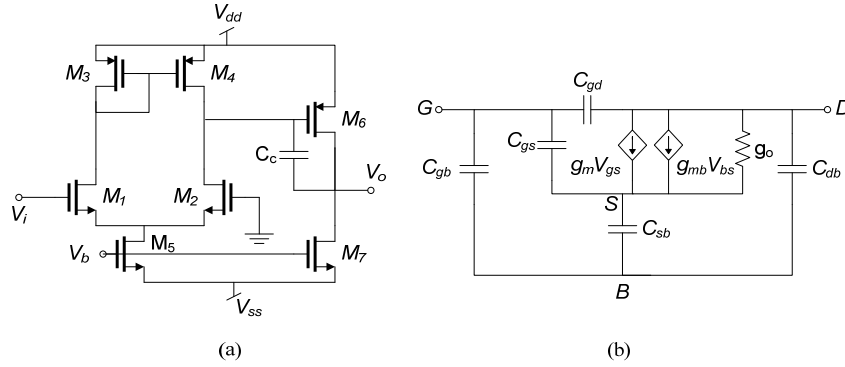 V_dd
M_3
M_4
M_6
C_c
V_o
M_1
M_2
V_i
M_5
V_b
M_7
V_ss
(a)
C_gd
G
D
C_gs
g_o
C_gb
g_mV_gs
g_mbV_bs
C_db
S
C_sb
B
(b)